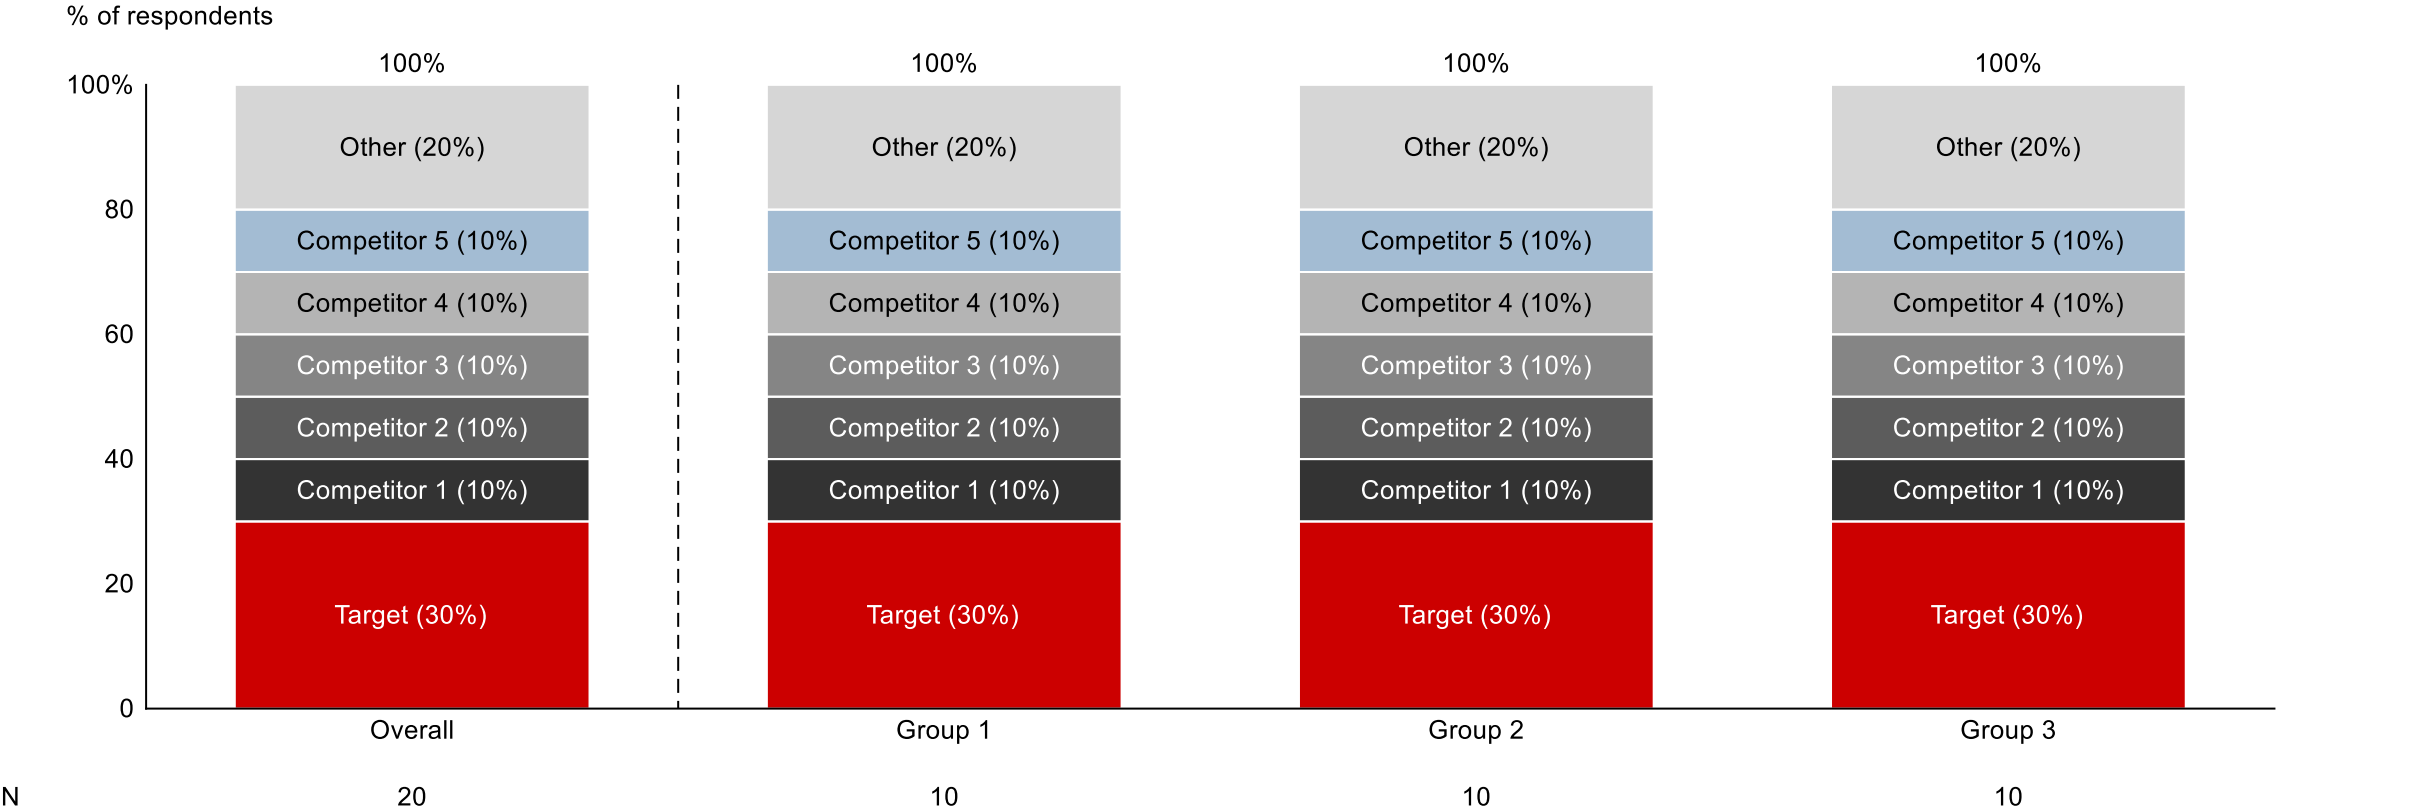 % of respondents
100% 100% 100% 100%
100%
Other (20%) Other (20%) Other (20%) Other (20%)
80
Competitor 5 (10%) Competitor 5 (10%) Competitor 5 (10%) Competitor 5 (10%)
Competitor 4 (10%) Competitor 4 (10%) Competitor 4 (10%) Competitor 4 (10%)
60
Competitor 3 (10%) Competitor 3 (10%) Competitor 3 (10%) Competitor 3 (10%)
Competitor 2 (10%) Competitor 2 (10%) Competitor 2 (10%) Competitor 2 (10%)
40
Competitor 1 (10%) Competitor 1 (10%) Competitor 1 (10%) Competitor 1 (10%)
20
Target (30%) Target (30%) Target (30%) Target (30%)
0
Overall Group 1 Group 2 Group 3
N 20 10 10 10